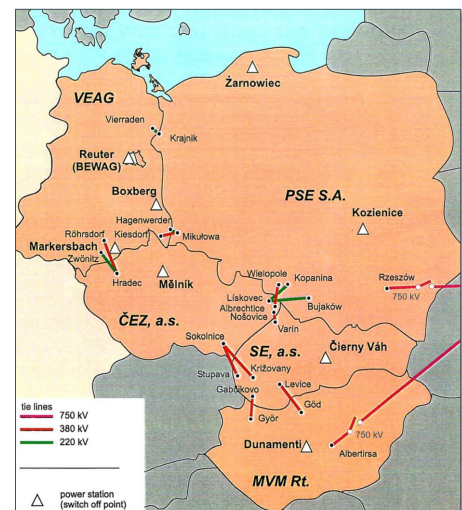 Żarnowiec
VEAG
Vierraden
Krajnik
Reuter
(BEWAG)
PSE S.A.
Boxberg
Hagenwerder
Kiesdorf
Mikułowa
Kozienice
Röhrsdorf
Markersbach
Zwönitz
Hradec
Mělník
Wielopole
Kopanina
Rzeszów
750 kV
Lískovec
Albrechtice
Nošovice
Bujaków
Varín
ČEZ, a.s.
Sokolnice
SE, a.s.
Čierny Váh
Stupava
Križovany
Gabčíkovo
Levice
Györ
Göd
Dunamenti
750 kV
Albertirsa
MVM Rt.
tie lines
750 kV
380 kV
220 kV
power station
(switch off point)